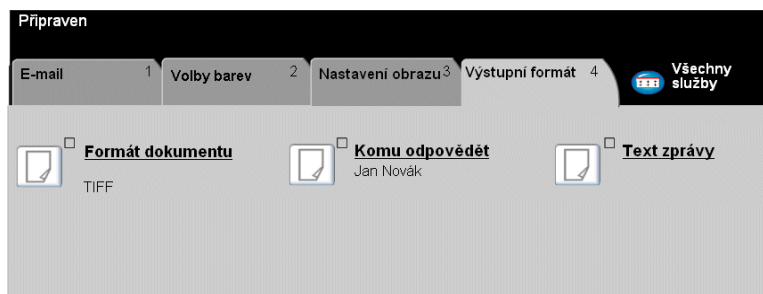 Připraven
E-mail 1 Volby barev 2 Nastavení obrazu 3 Výstupní formát 4 Všechny služby
Formát dokumentu
TIFF
Komu odpovědět
Jan Novák
Text zprávy